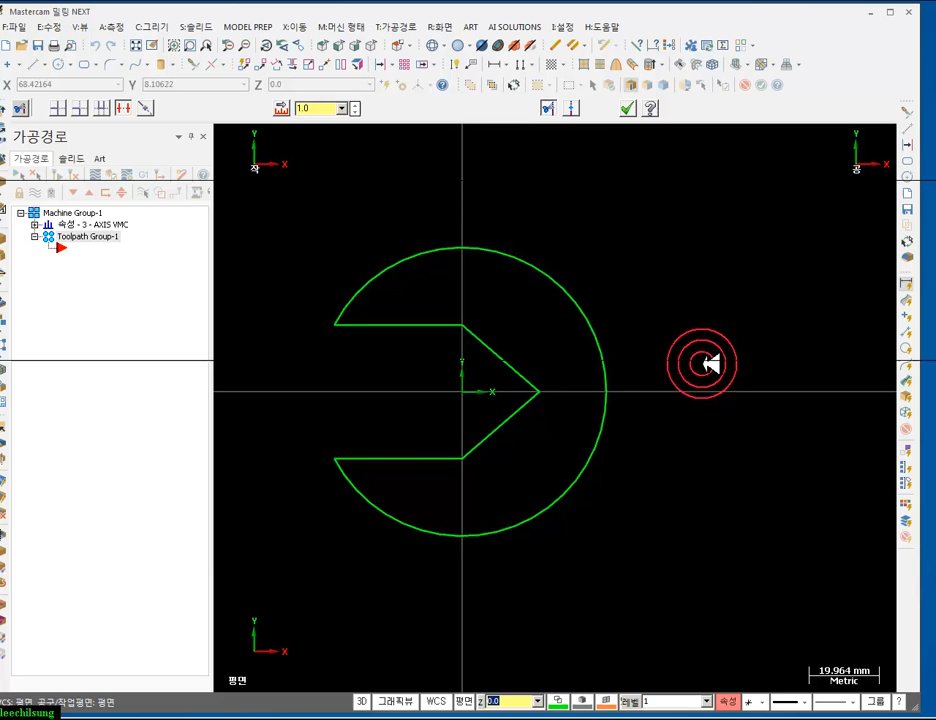 Mastercam 밀링 NEXT
F:파일 E:수정 V:뷰 A:측정 C:그리기 S:솔리드 MODEL PREP X:이동 M:머신 형태 T:가공경로 R:화면 ART AI SOLUTIONS I:설정 H:도움말
X 68.42164 Y 8.10622 Z 0.0
1.0
가공경로
가공경로 솔리드 Art
G1
Machine Group-1
속성 - 3 - AXIS VMC
Toolpath Group-1
Y
X
작
Y
X
공
Y
X
Y
X
평면
19.964 mm
Metric
WCS: 평면 공구/작업평면: 평면
3D 그래픽뷰 WCS 평면 Z 0.0 레벨 1 속성 그룹 ?
leechilsung